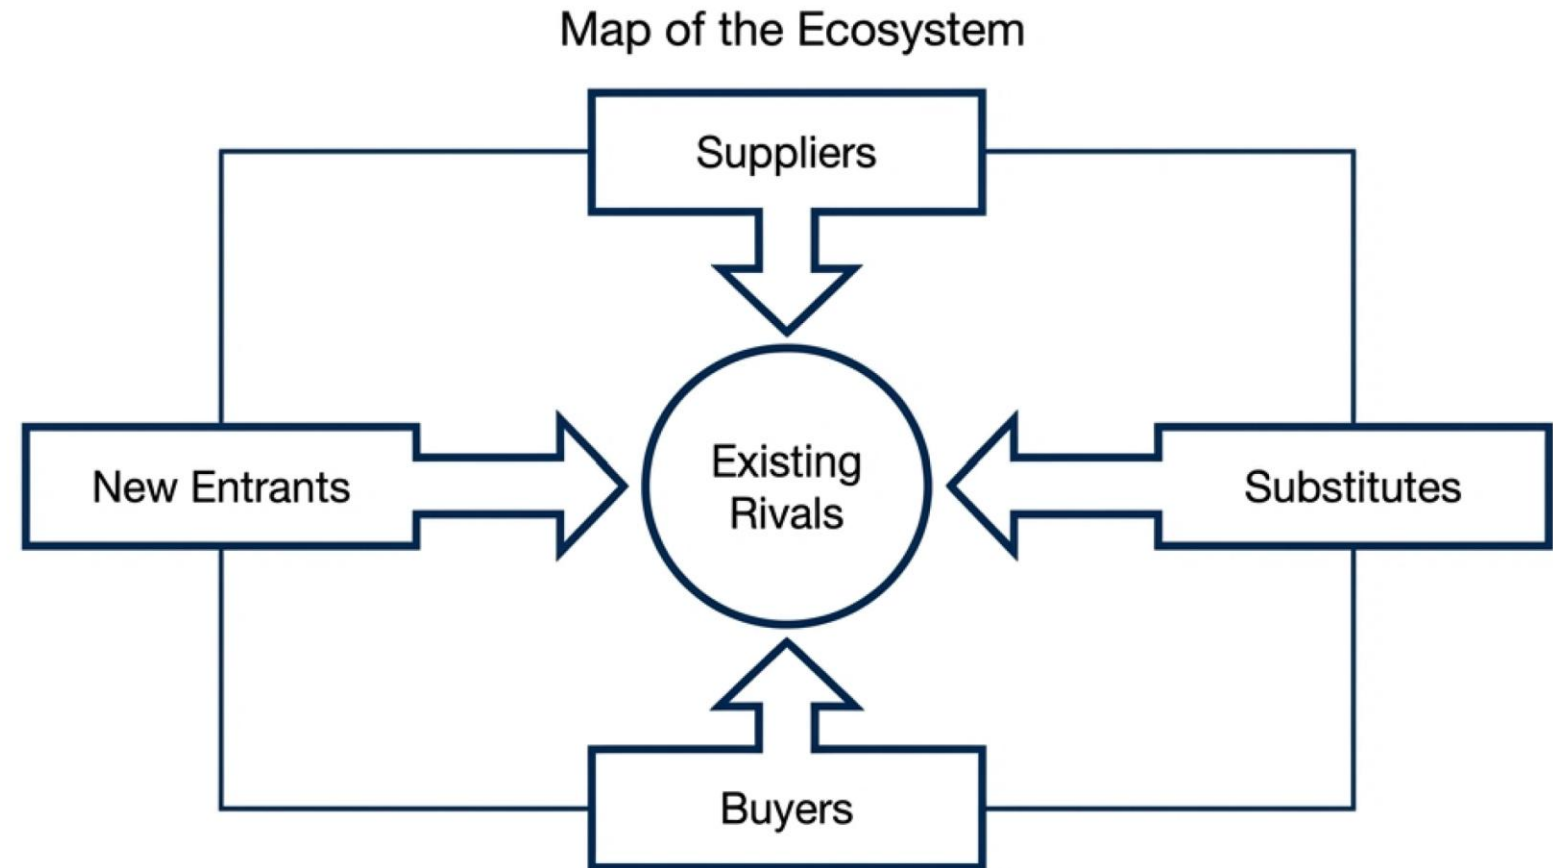 Map of the Ecosystem
Suppliers
New Entrants
Existing
Rivals
Substitutes
Buyers